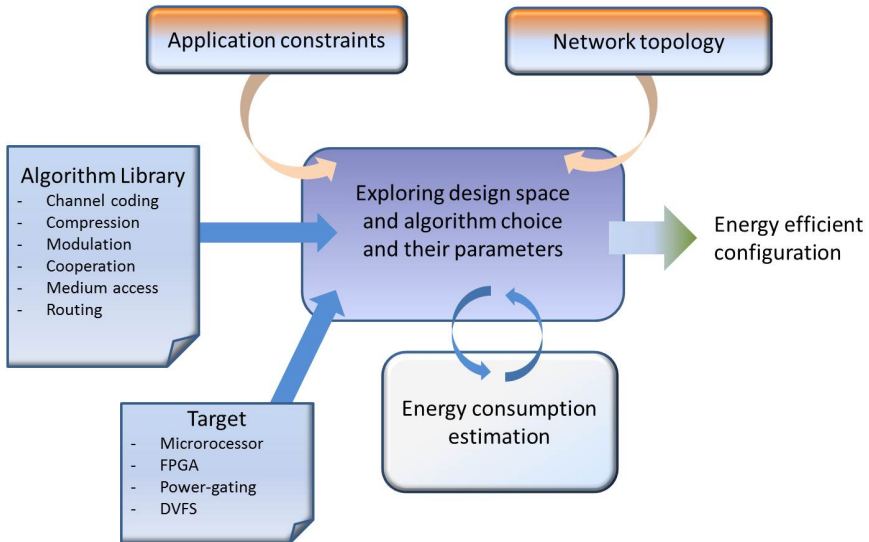 Application constraints
Network topology
Algorithm Library
- Channel coding
- Compression
- Modulation
- Cooperation
- Medium access
- Routing
Exploring design space
and algorithm choice
and their parameters
Energy efficient
configuration
Energy consumption
estimation
Target
- Microrocessor
- FPGA
- Power-gating
- DVFS